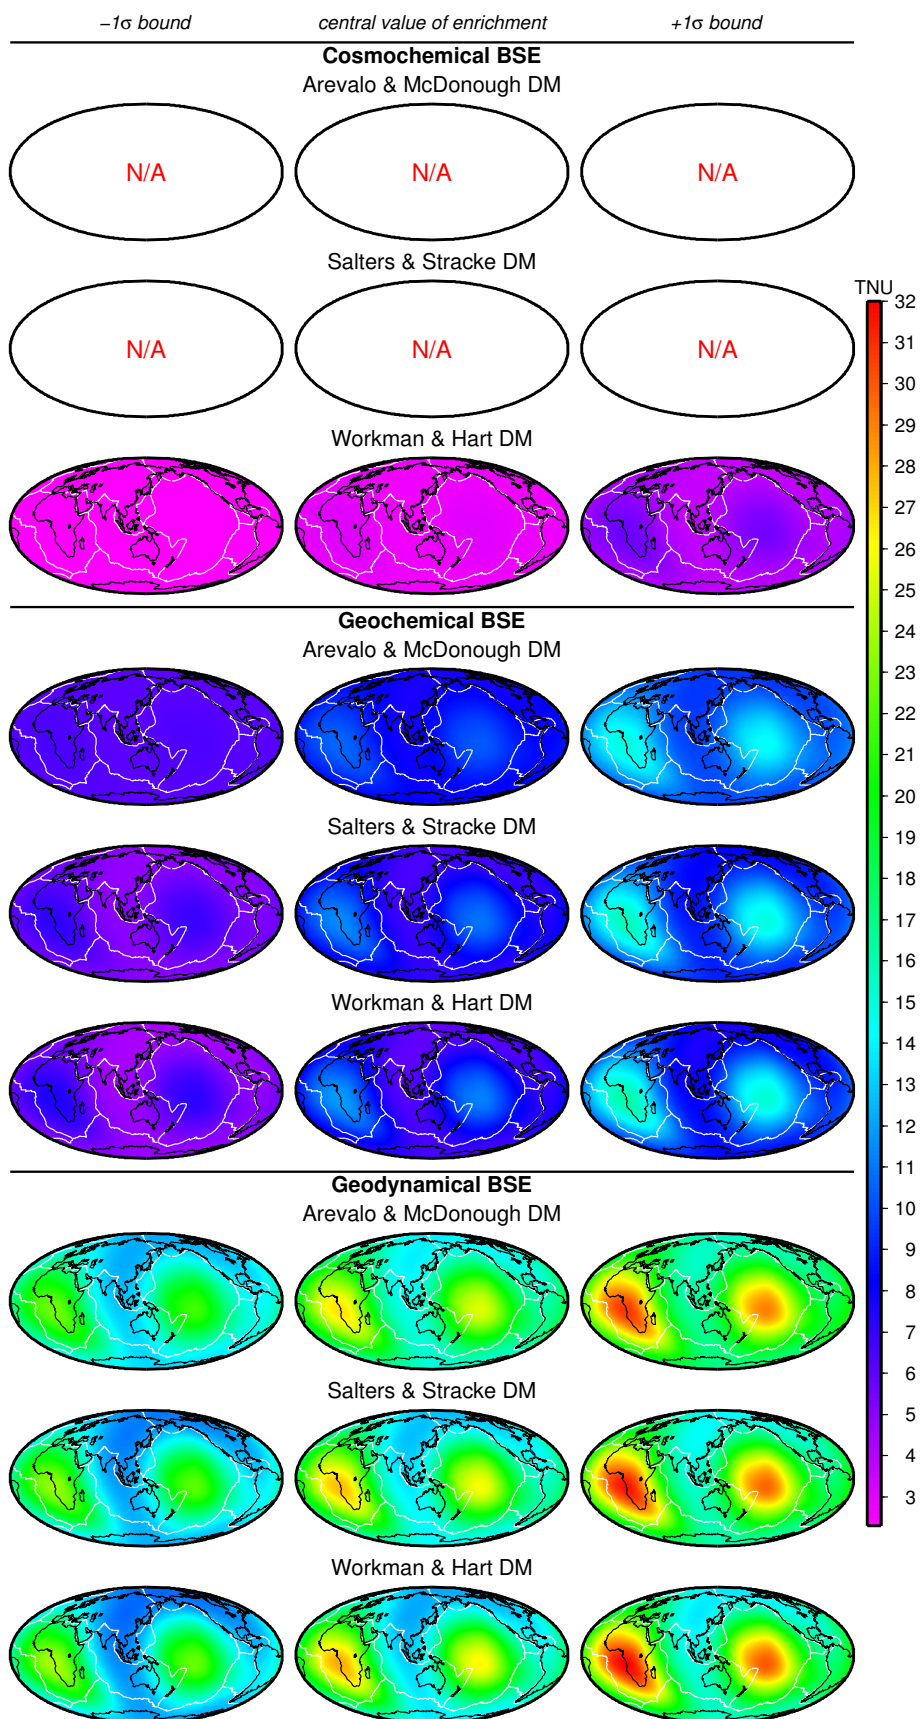 −1σ bound central value of enrichment +1σ bound
Cosmochemical BSE
Arevalo & McDonough DM
N/A N/A N/A
Salters & Stracke DM
N/A N/A N/A
Workman & Hart DM
Geochemical BSE
Arevalo & McDonough DM
Salters & Stracke DM
Workman & Hart DM
Geodynamical BSE
Arevalo & McDonough DM
Salters & Stracke DM
Workman & Hart DM
TNU
32
31
30
29
28
27
26
25
24
23
22
21
20
19
18
17
16
15
14
13
12
11
10
9
8
7
6
5
4
3